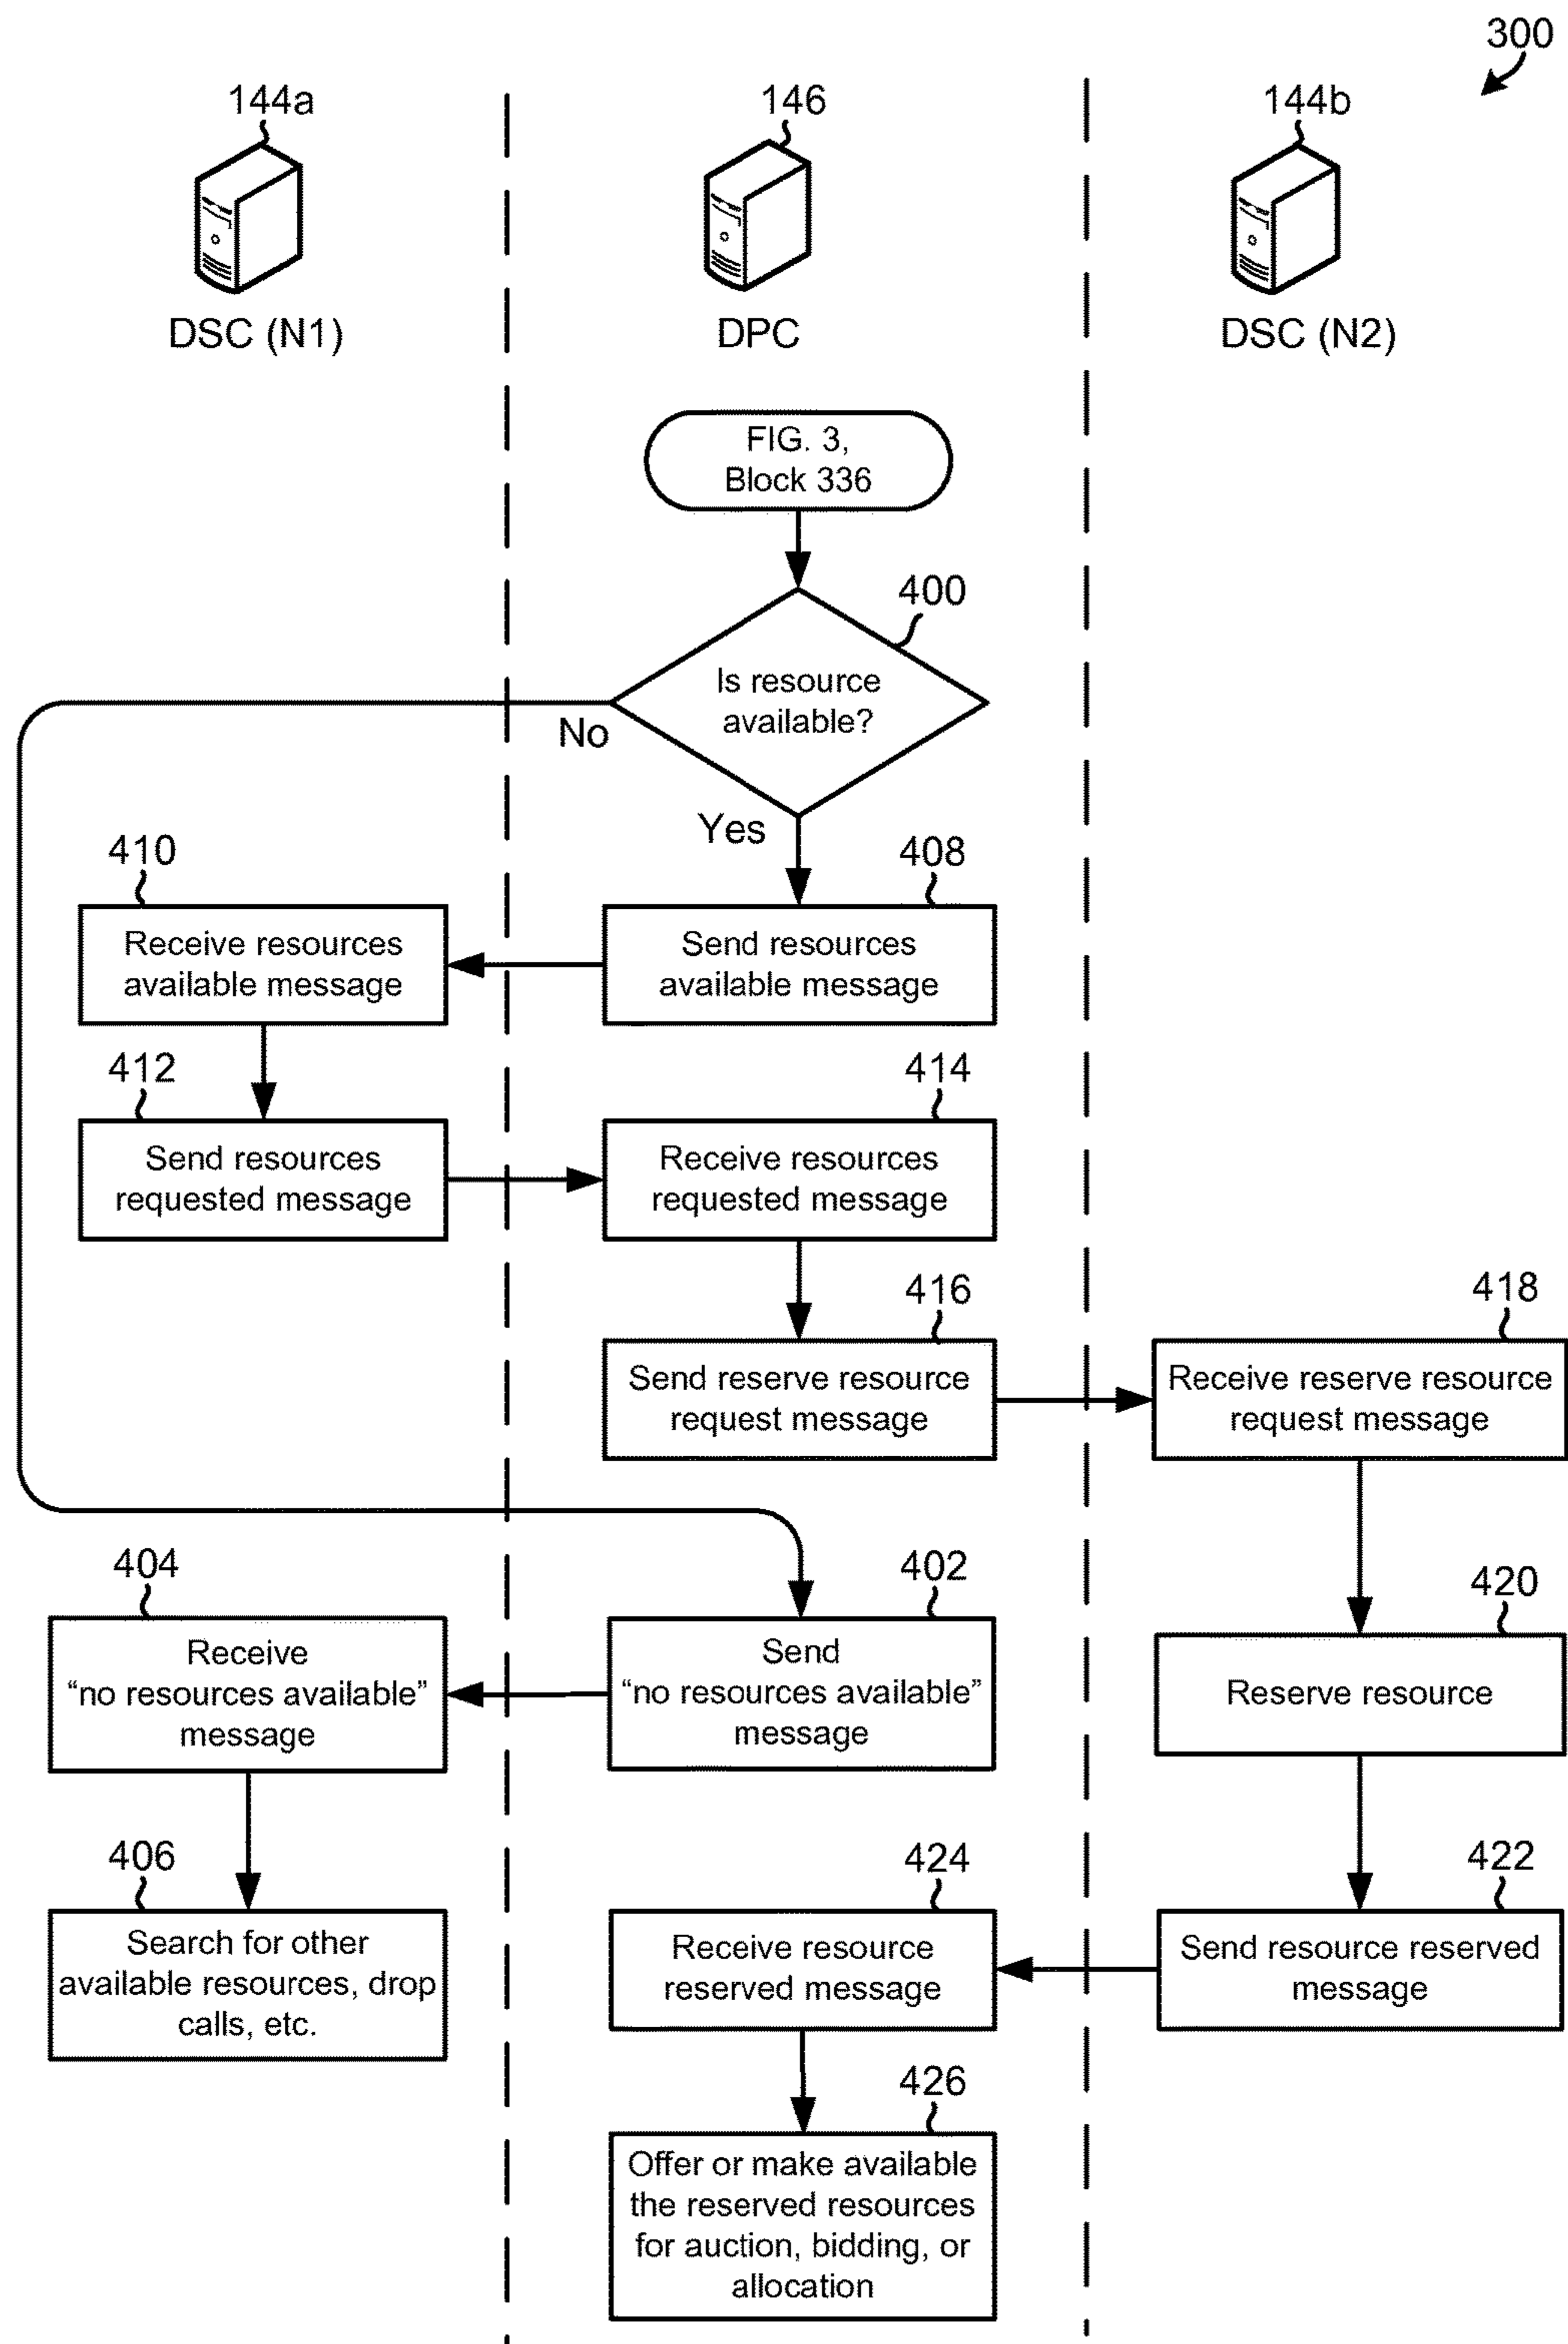 300
144a
146
144b
DSC (N1)
DPC
DSC (N2)
FIG. 3,
Block 336
400
Is resource
available?
No
Yes
410
408
Receive resources
available message
Send resources
available message
412
414
Send resources
requested message
Receive resources
requested message
416
418
Send reserve resource
request message
Receive reserve resource
request message
404
402
420
Receive
“no resources available”
message
Send
“no resources available”
message
Reserve resource
406
424
422
Search for other
available resources, drop
calls, etc.
Receive resource
reserved message
Send resource reserved
message
426
Offer or make available
the reserved resources
for auction, bidding, or
allocation